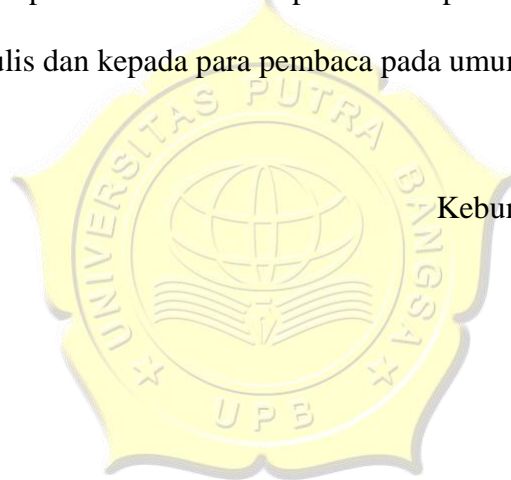 ulis dan kepada para pembaca pada umur
Kebur
UNIVERSITAS PUTRA BANGSA
UPB